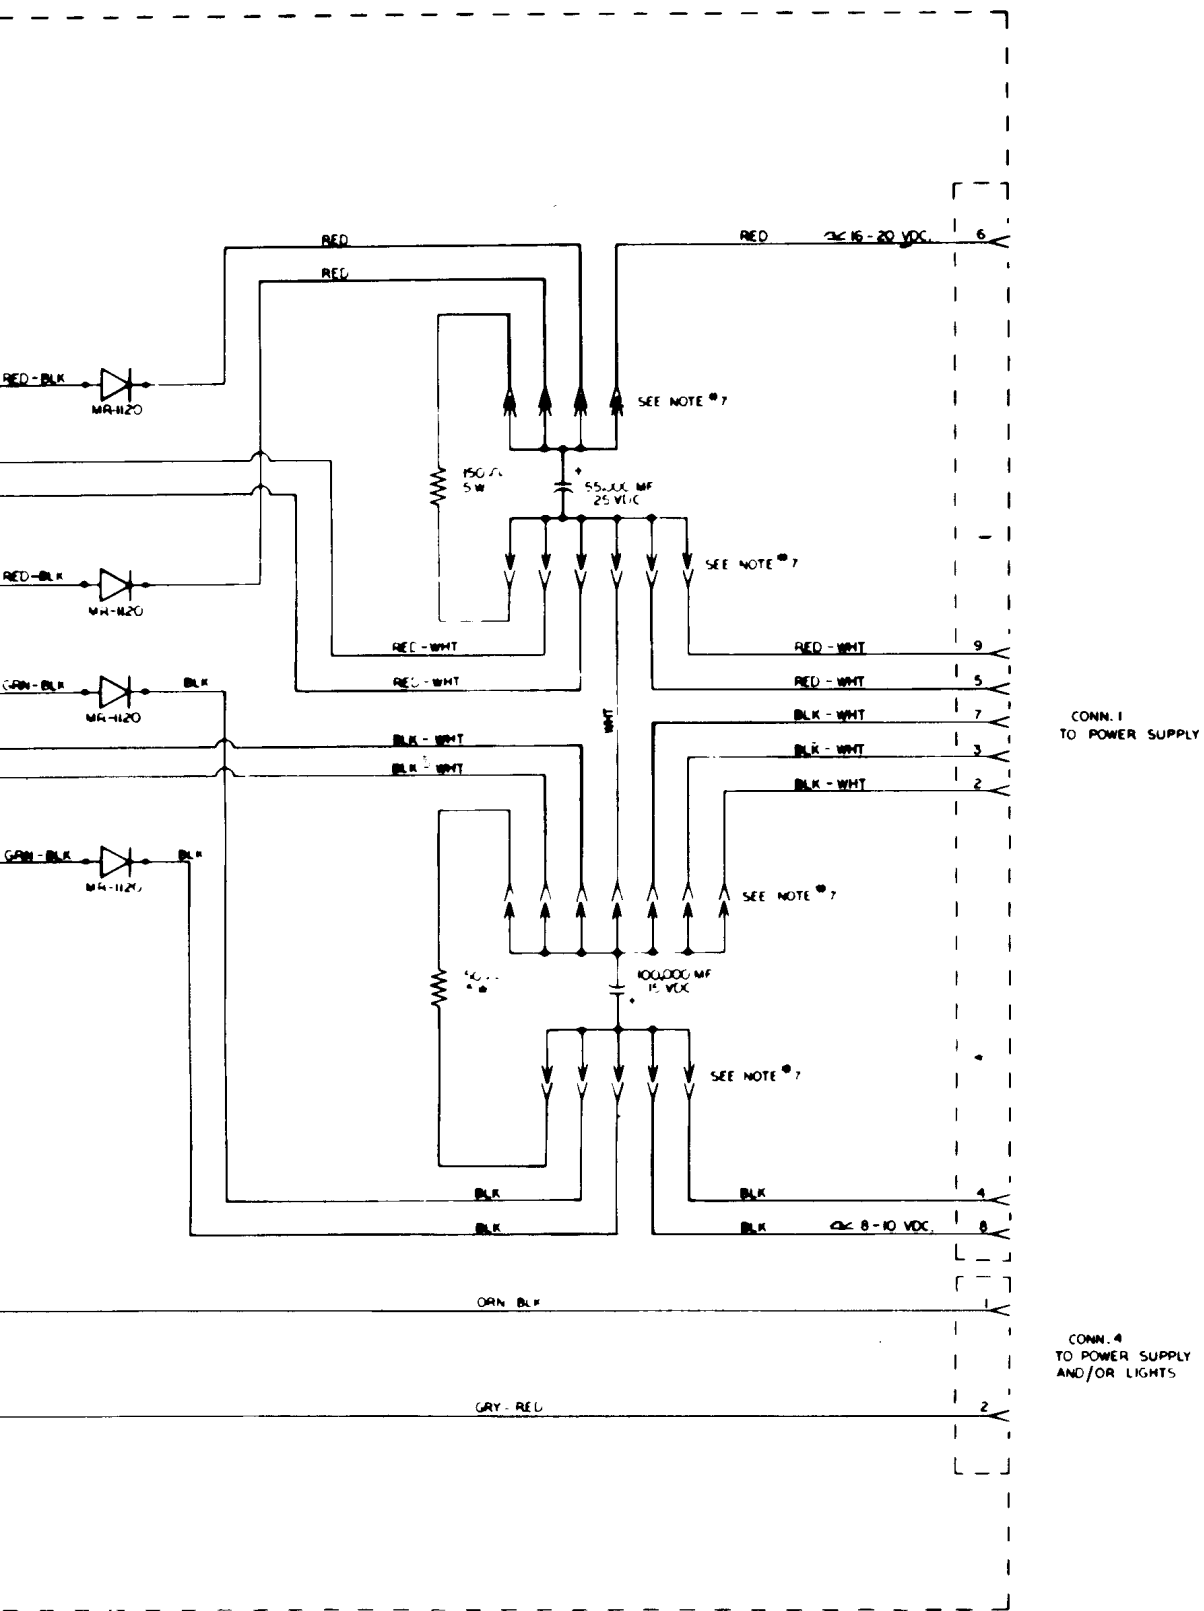 RED
RED
RED
≈ 16-20 VDC.
6
RED-BLK
MR-1120
SEE NOTE #7
5 W
+
25 VDC
SEE NOTE #7
RED-BLK
MR-1120
RED-WHT
RED-WHT
9
RED-WHT
RED-WHT
5
GRN-BLK
BLK
MR-1120
WHT
BLK-WHT
7
CONN. 1
TO POWER SUPPLY
BLK-WHT
BLK-WHT
3
BLK-WHT
BLK-WHT
2
GRN-BLK
BLK
MR-1120
SEE NOTE #7
100,000 MF
15 VDC
+
SEE NOTE #7
BLK
BLK
4
BLK
BLK
≈ 8-10 VDC.
8
ORN BLK
1
CONN. 4
TO POWER SUPPLY
AND/OR LIGHTS
GRY-RED
2